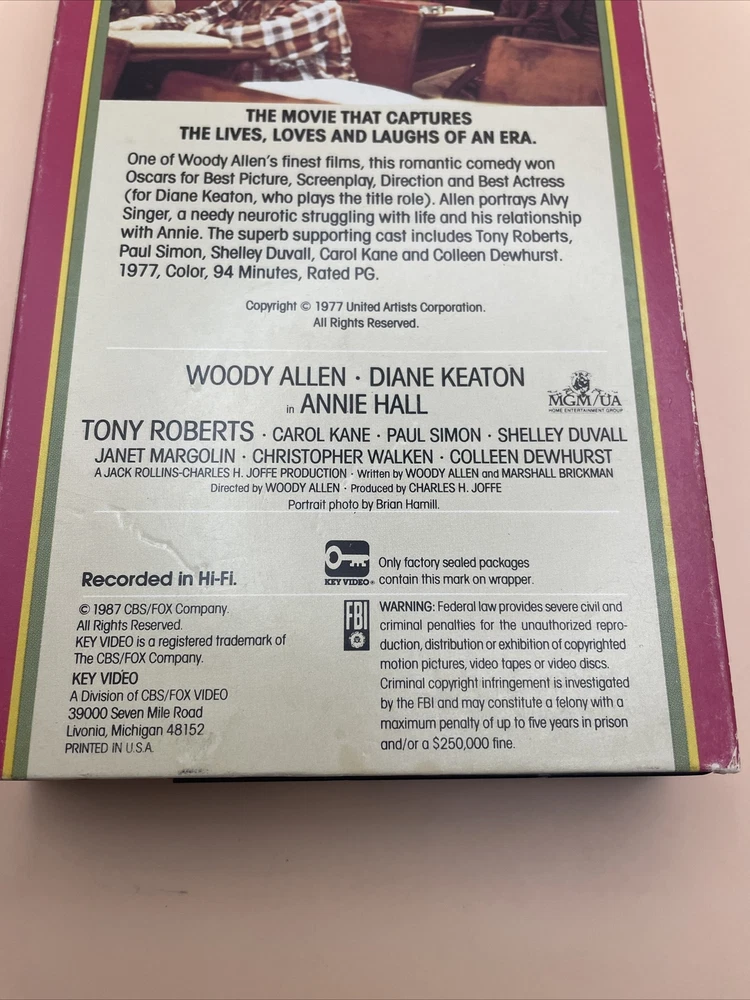 THE MOVIE THAT CAPTURES
THE LIVES, LOVES AND LAUGHS OF AN ERA.
One of Woody Allen's finest films, this romantic comedy won
Oscars for Best Picture, Screenplay, Direction and Best Actress
(for Diane Keaton, who plays the title role). Allen portrays Alvy
Singer, a needy neurotic struggling with life and his relationship
with Annie. The superb supporting cast includes Tony Roberts,
Paul Simon, Shelley Duvall, Carol Kane and Colleen Dewhurst.
1977, Color, 94 Minutes, Rated PG.
Copyright © 1977 United Artists Corporation.
All Rights Reserved.
WOODY ALLEN · DIANE KEATON
in ANNIE HALL
MGM/UA
HOME ENTERTAINMENT GROUP
TONY ROBERTS · CAROL KANE · PAUL SIMON · SHELLEY DUVALL
JANET MARGOLIN · CHRISTOPHER WALKEN · COLLEEN DEWHURST
A JACK ROLLINS-CHARLES H. JOFFE PRODUCTION · Written by WOODY ALLEN and MARSHALL BRICKMAN
Directed by WOODY ALLEN · Produced by CHARLES H. JOFFE
Portrait photo by Brian Hamill.
Recorded in Hi-Fi.
KEY VIDEO®
Only factory sealed packages
contain this mark on wrapper.
© 1987 CBS/FOX Company.
All Rights Reserved.
KEY VIDEO is a registered trademark of
The CBS/FOX Company.
KEY VIDEO
A Division of CBS/FOX VIDEO
39000 Seven Mile Road
Livonia, Michigan 48152
PRINTED IN U.S.A.
FBI
WARNING: Federal law provides severe civil and
criminal penalties for the unauthorized repro-
duction, distribution or exhibition of copyrighted
motion pictures, video tapes or video discs.
Criminal copyright infringement is investigated
by the FBI and may constitute a felony with a
maximum penalty of up to five years in prison
and/or a $250,000 fine.